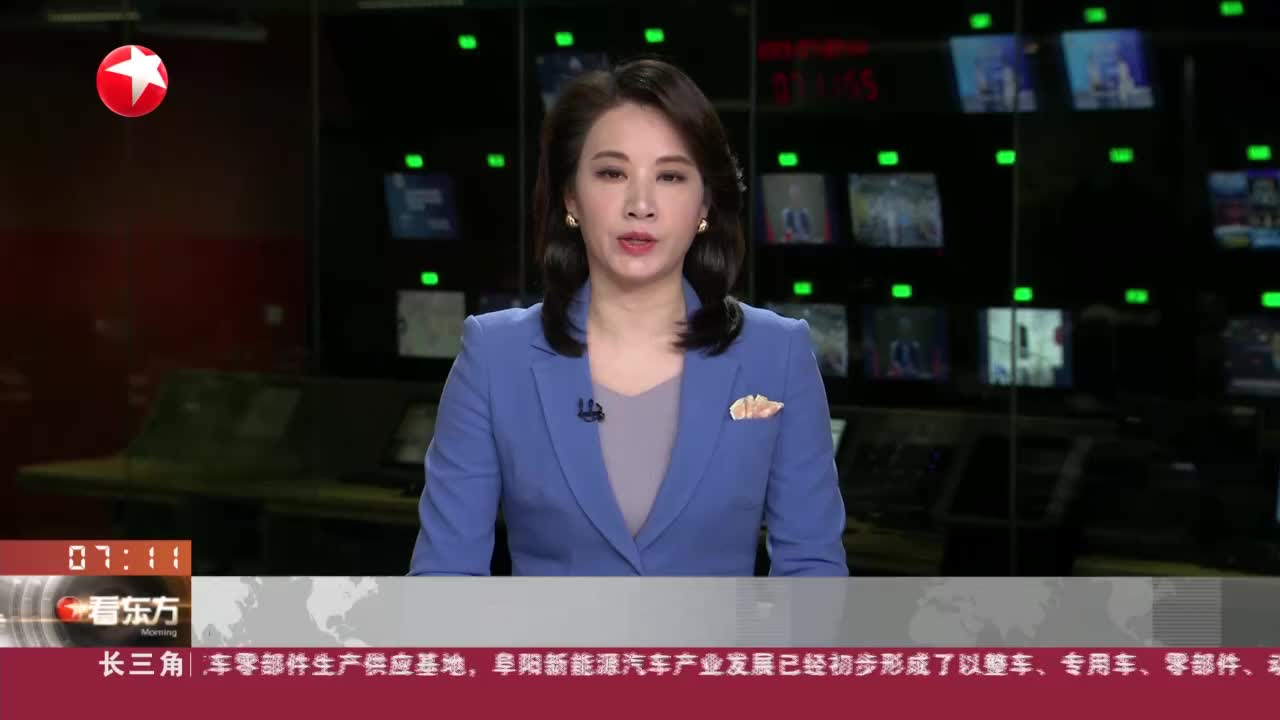 07:11
看东方
Morning
长三角 车零部件生产供应基地，阜阳新能源汽车产业发展已经初步形成了以整车、专用车、零部件、